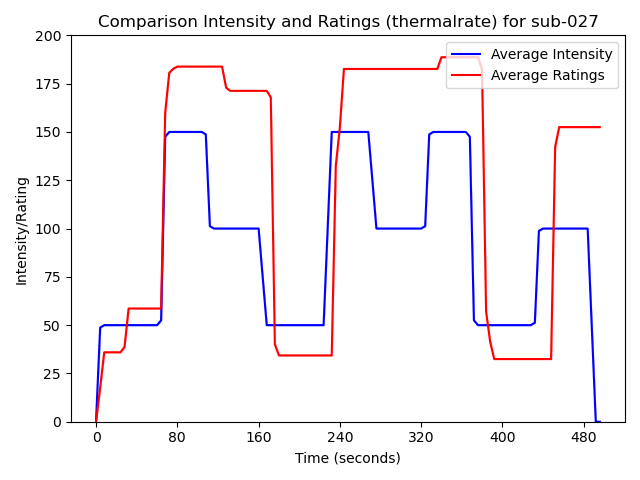 Comparison Intensity and Ratings (thermalrate) for sub-027
200
175
150
125
100
75
50
25
0
Intensity/Rating
Average Intensity
Average Ratings
0 80 160 240 320 400 480
Time (seconds)